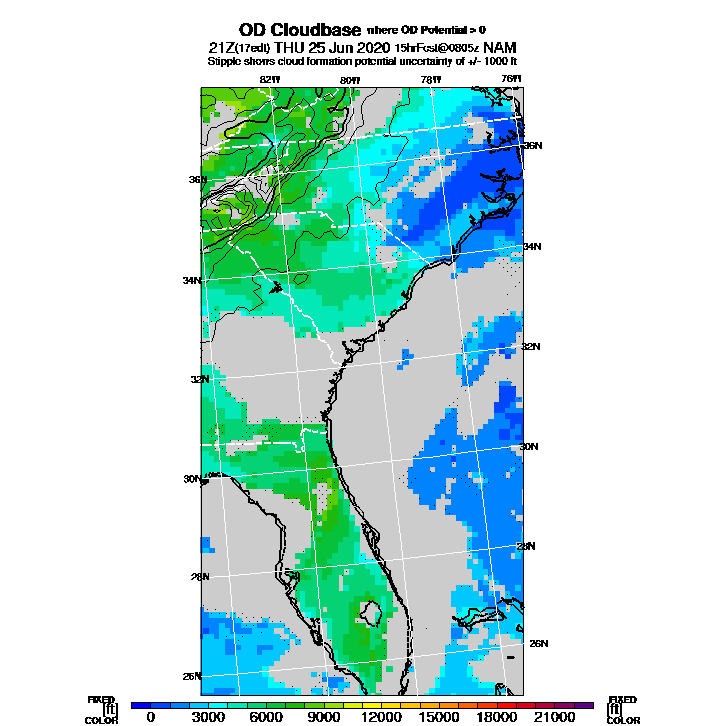 OD Cloudbase where OD Potential > 0
21Z(17edt) THU 25 Jun 2020 15hrFcst@0805z NAM
Stipple shows cloud formation potential uncertainty of +/- 1000 ft
82W 80W 78W 76W
36N
36N
34N
34N
32N
32N
30N
30N
28N
28N
26N
26N
FIXED
[ft]
COLOR
0 3000 6000 9000 12000 15000 18000 21000
FIXED
[ft]
COLOR